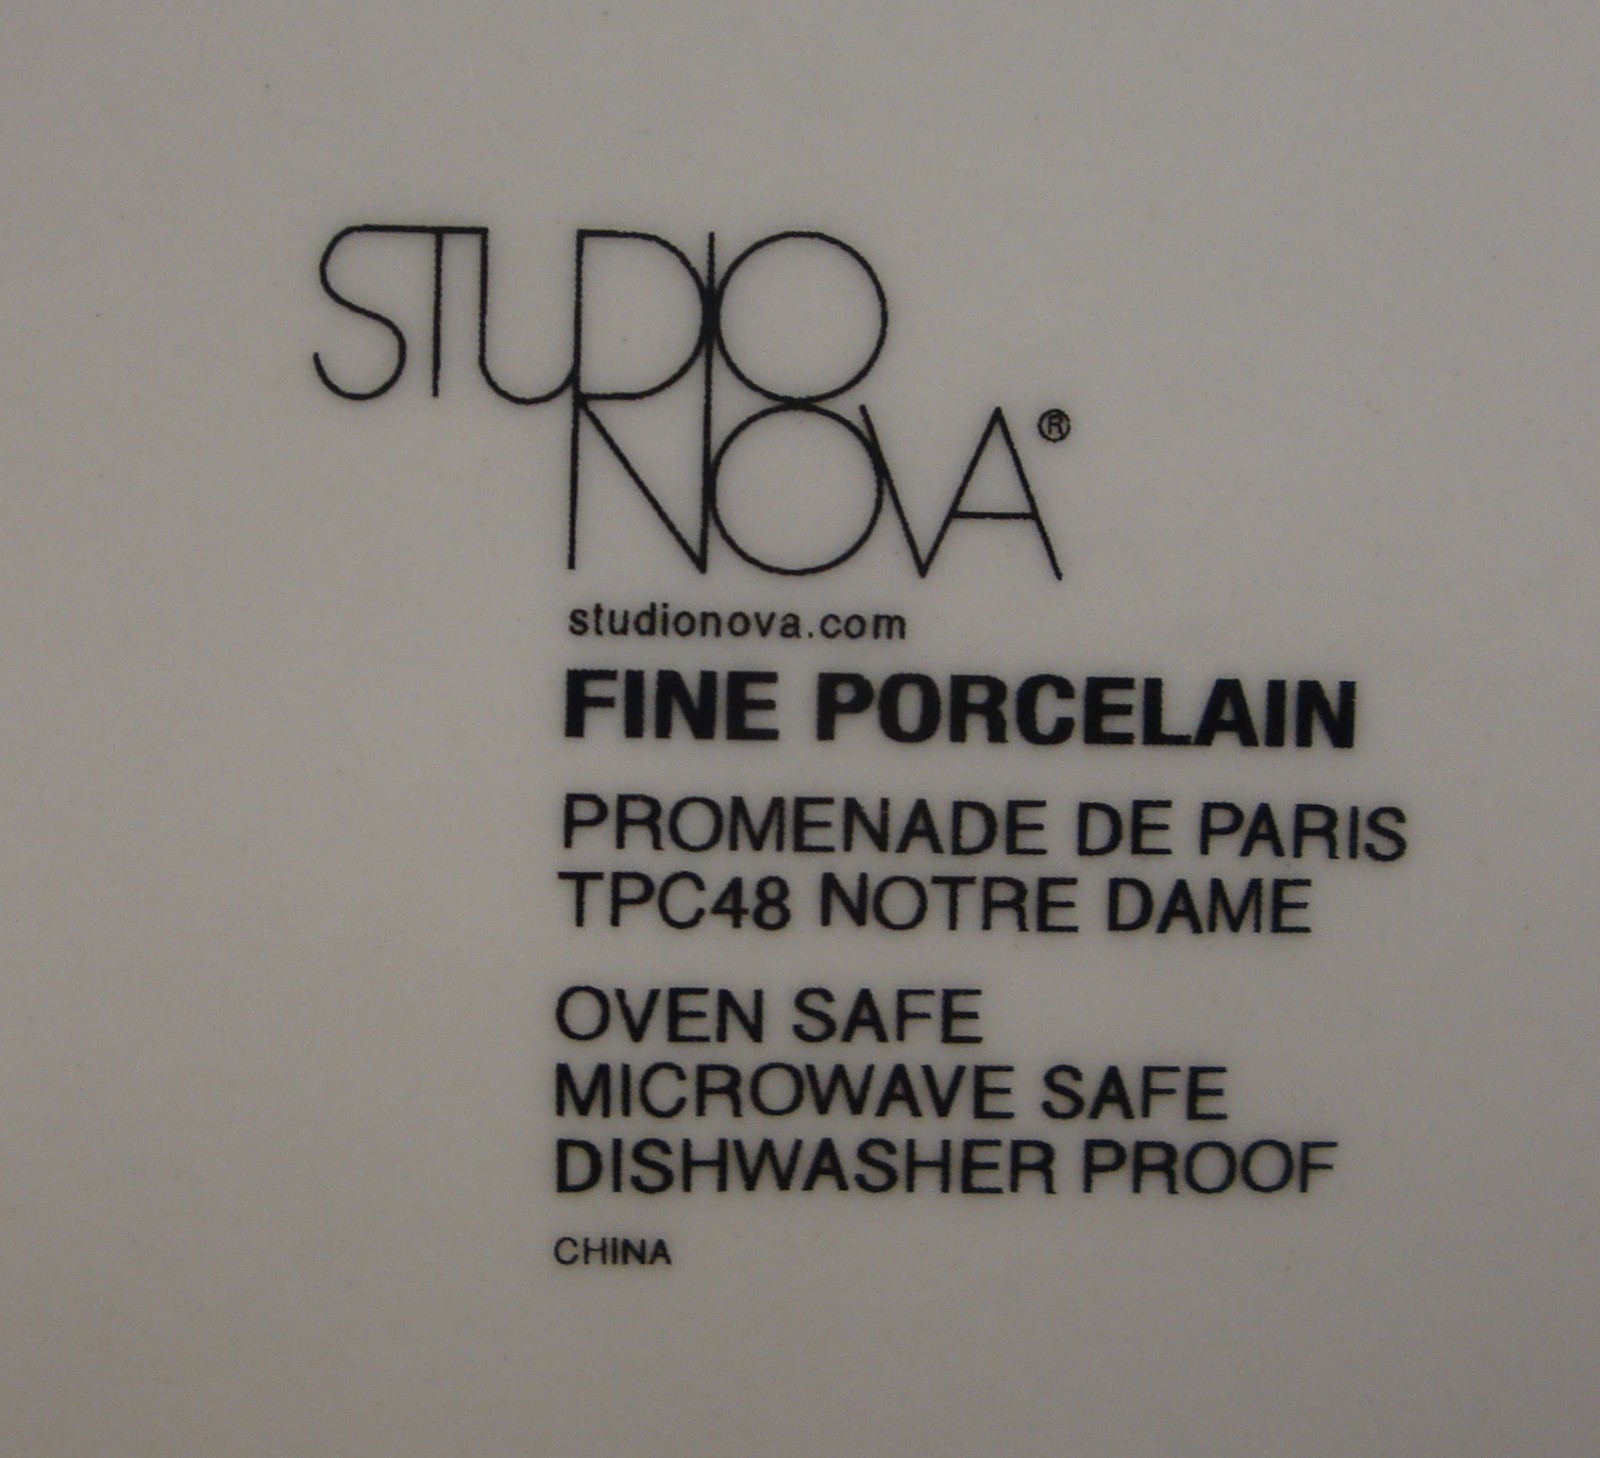 STUDIO
NOVA®
studionova.com
FINE PORCELAIN
PROMENADE DE PARIS
TPC48 NOTRE DAME
OVEN SAFE
MICROWAVE SAFE
DISHWASHER PROOF
CHINA